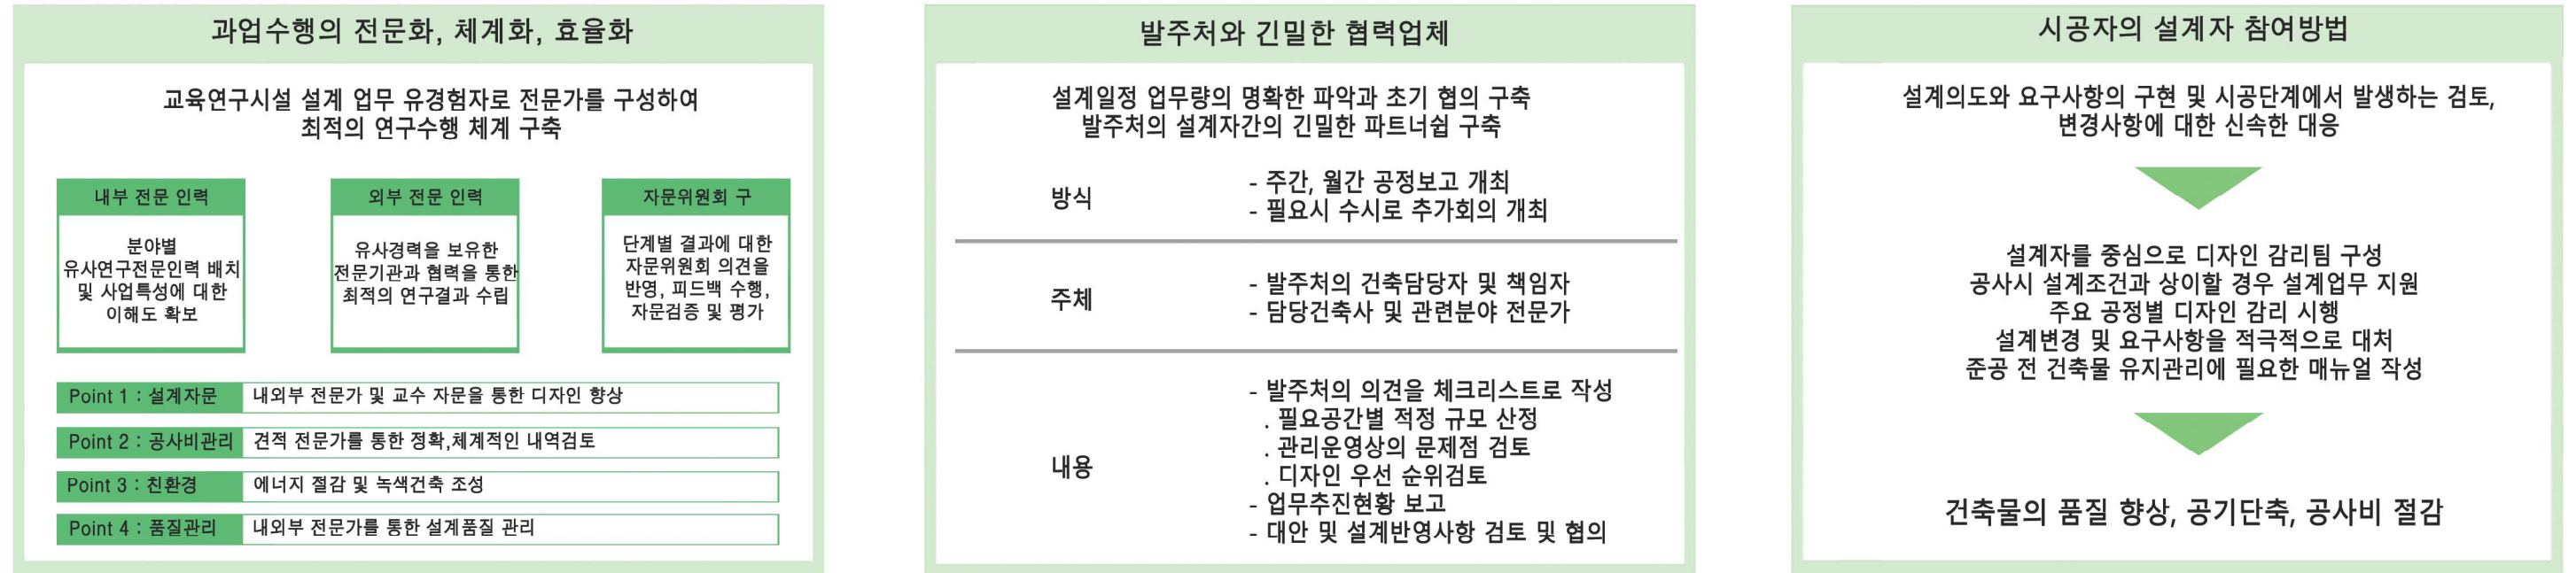 과업수행의 전문화, 체계화, 효율화
교육연구시설 설계 업무 유경험자로 전문가를 구성하여
최적의 연구수행 체계 구축
내부 전문 인력
분야별
유사연구전문인력 배치
및 사업특성에 대한
이해도 확보
외부 전문 인력
유사경력을 보유한
전문기관과 협력을 통한
최적의 연구결과 수립
자문위원회 구
단계별 결과에 대한
자문위원회 의견을
반영, 피드백 수행,
자문검증 및 평가
Point 1 : 설계자문 내외부 전문가 및 교수 자문을 통한 디자인 향상
Point 2 : 공사비관리 견적 전문가를 통한 정확,체계적인 내역검토
Point 3 : 친환경 에너지 절감 및 녹색건축 조성
Point 4 : 품질관리 내외부 전문가를 통한 설계품질 관리
발주처와 긴밀한 협력업체
설계일정 업무량의 명확한 파악과 초기 협의 구축
발주처의 설계자간의 긴밀한 파트너쉽 구축
방식
- 주간, 월간 공정보고 개최
- 필요시 수시로 추가회의 개최
주체
- 발주처의 건축담당자 및 책임자
- 담당건축사 및 관련분야 전문가
내용
- 발주처의 의견을 체크리스트로 작성
. 필요공간별 적정 규모 산정
. 관리운영상의 문제점 검토
. 디자인 우선 순위검토
- 업무추진현황 보고
- 대안 및 설계반영사항 검토 및 협의
시공자의 설계자 참여방법
설계의도와 요구사항의 구현 및 시공단계에서 발생하는 검토,
변경사항에 대한 신속한 대응
설계자를 중심으로 디자인 감리팀 구성
공사시 설계조건과 상이할 경우 설계업무 지원
주요 공정별 디자인 감리 시행
설계변경 및 요구사항을 적극적으로 대처
준공 전 건축물 유지관리에 필요한 매뉴얼 작성
건축물의 품질 향상, 공기단축, 공사비 절감